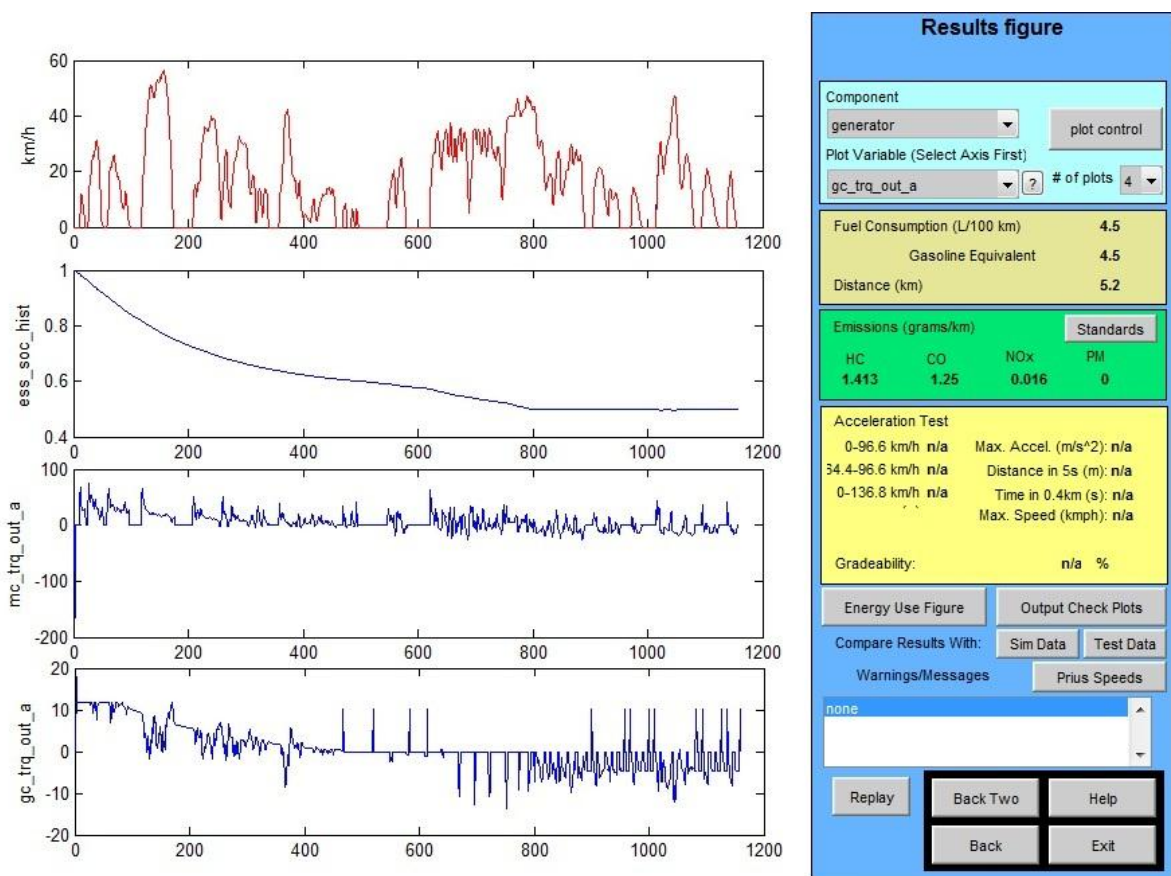 60
40
20
0
km/h
0 200 400 600 800 1000 1200
1
0.8
0.6
0.4
ess_soc_hist
0 200 400 600 800 1000 1200
100
0
-100
-200
mc_trq_out_a
0 200 400 600 800 1000 1200
20
10
0
-10
-20
gc_trq_out_a
0 200 400 600 800 1000 1200
Results figure
Component
generator
plot control
Plot Variable (Select Axis First)
gc_trq_out_a ? # of plots 4
Fuel Consumption (L/100 km) 4.5
Gasoline Equivalent 4.5
Distance (km) 5.2
Emissions (grams/km) Standards
HC CO NOx PM
1.413 1.25 0.016 0
Acceleration Test
0-96.6 km/h n/a Max. Accel. (m/s^2): n/a
4.4-96.6 km/h n/a Distance in 5s (m): n/a
0-136.8 km/h n/a Time in 0.4km (s): n/a
Max. Speed (kmph): n/a
Gradeability: n/a %
Energy Use Figure Output Check Plots
Compare Results With: Sim Data Test Data
Warnings/Messages Prius Speeds
none
Replay Back Two Help
Back Exit